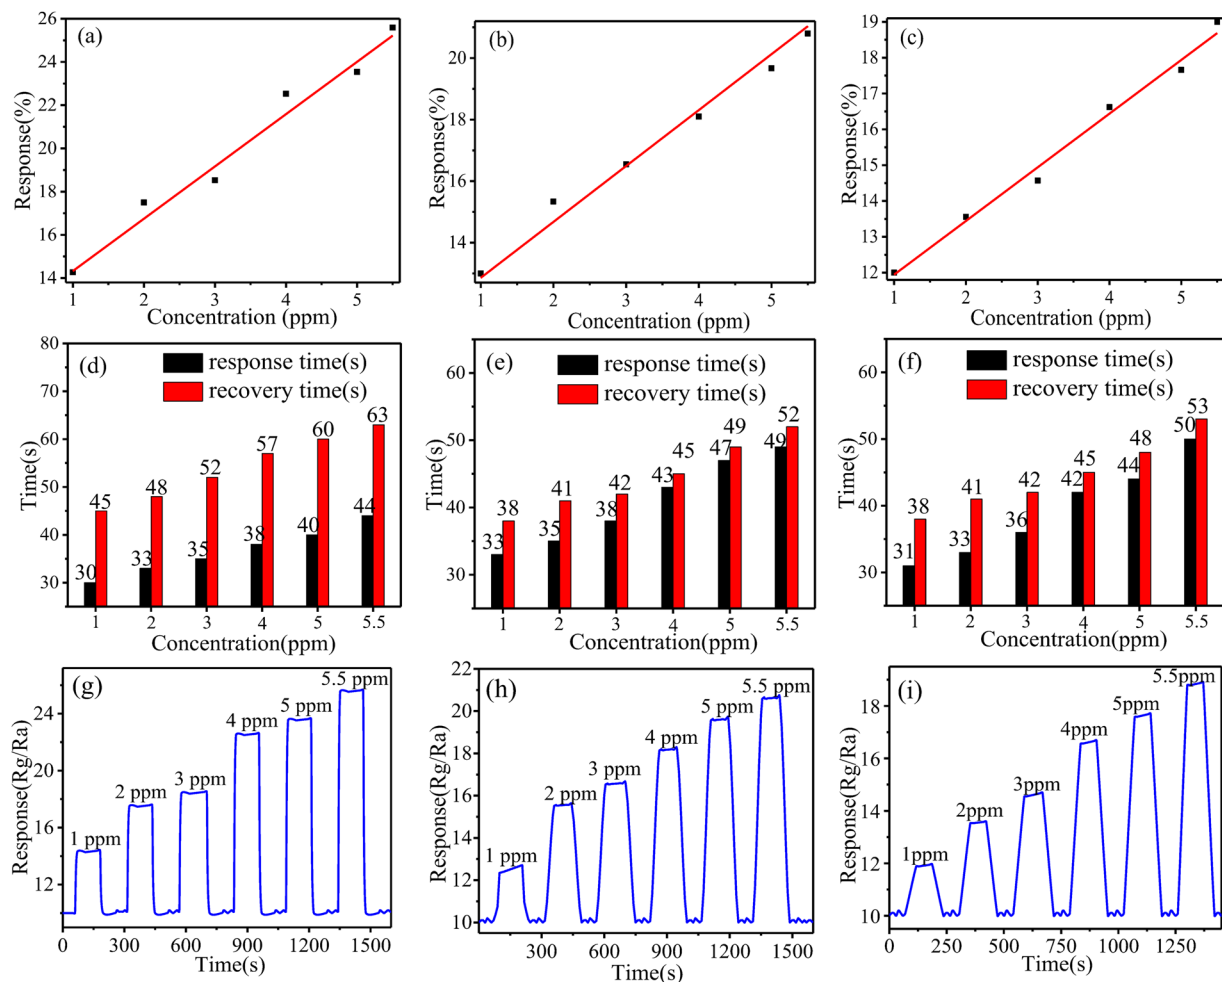 (a)
Response(%)
26
24
22
20
18
16
14
1 2 3 4 5
Concentration (ppm)
(b)
Response(%)
20
18
16
14
1 2 3 4 5
Concentration (ppm)
(c)
Response(%)
19
18
17
16
15
14
13
12
1 2 3 4 5
Concentration (ppm)
(d)
response time(s)
recovery time(s)
Time(s)
80
70
60
50
40
30
30 45 33 48 35 52 38 57 40 60 44 63
1 2 3 4 5 5.5
Concentration(ppm)
(e)
response time(s)
recovery time(s)
Time(s)
60
50
40
30
33 38 35 41 38 42 43 45 47 49 49 52
1 2 3 4 5 5.5
Concentration(ppm)
(f)
response time(s)
recovery time(s)
Time(s)
60
50
40
30
31 38 33 41 36 42 42 45 44 48 50 53
1 2 3 4 5 5.5
Concentration(ppm)
(g)
Response(Rg/Ra)
24
20
16
12
1 ppm
2 ppm
3 ppm
4 ppm
5 ppm
5.5 ppm
0 300 600 900 1200 1500
Time(s)
(h)
Response(Rg/Ra)
22
20
18
16
14
12
10
1 ppm
2 ppm
3 ppm
4 ppm
5 ppm
5.5 ppm
300 600 900 1200 1500
Time(s)
(i)
Response(Rg/Ra)
18
16
14
12
10
1ppm
2ppm
3ppm
4ppm
5ppm
5.5ppm
0 250 500 750 1000 1250
Time(s)